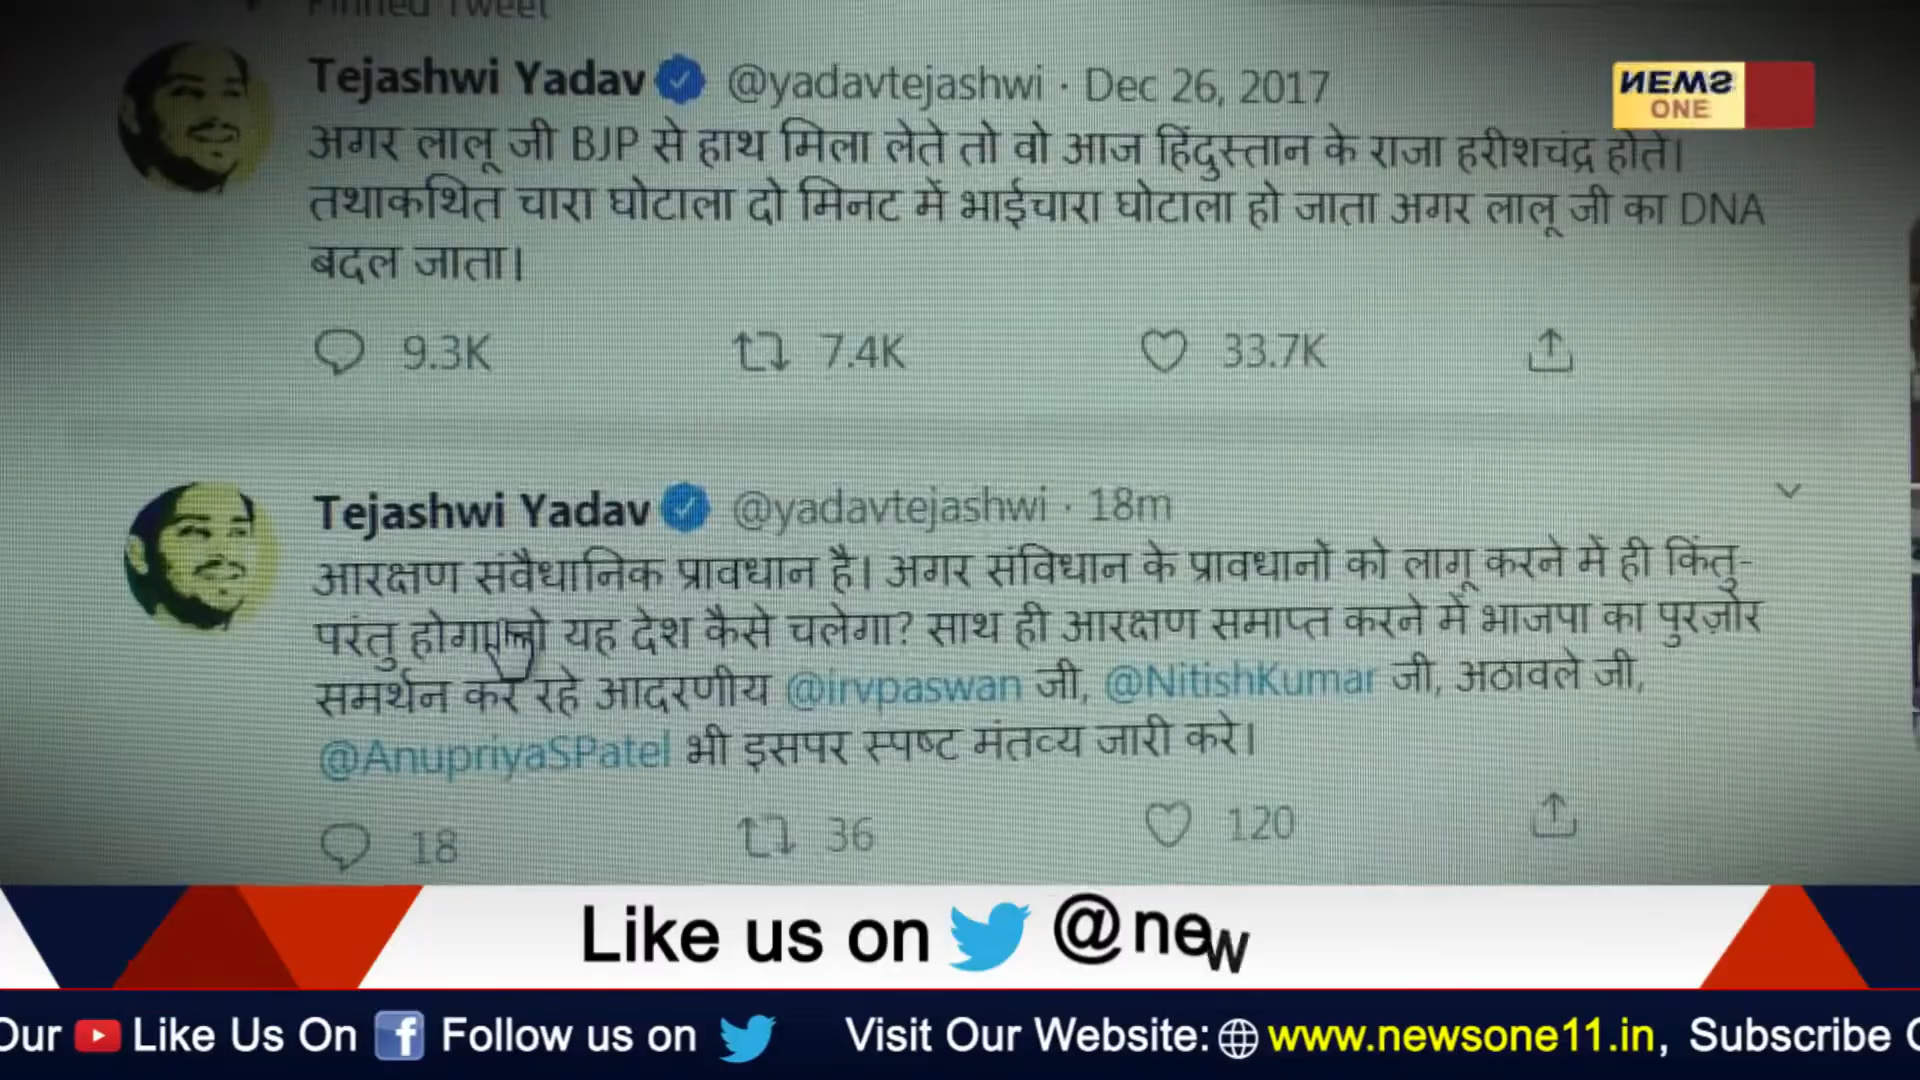 Pinned Tweet
Tejashwi Yadav @yadavtejashwi · Dec 26, 2017
NEWS
ONE
अगर लालू जी BJP से हाथ मिला लेते तो वो आज हिंदुस्तान के राजा हरीशचंद्र होते।
तथाकथित चारा घोटाला दो मिनट में भाईचारा घोटाला हो जाता अगर लालू जी का DNA
बदल जाता।
9.3K 7.4K 33.7K
Tejashwi Yadav @yadavtejashwi · 18m
आरक्षण संवैधानिक प्रावधान है। अगर संविधान के प्रावधानों को लागू करने में ही किंतु-
परंतु होगा तो यह देश कैसे चलेगा? साथ ही आरक्षण समाप्त करने में भाजपा का पुरज़ोर
समर्थन कर रहे आदरणीय @irvpaswan जी, @NitishKumar जी, अठावले जी,
@AnupriyaSPatel भी इसपर स्पष्ट मंतव्य जारी करे।
18 36 120
Like us on @new
Our Like Us On Follow us on Visit Our Website: www.newsone11.in, Subscribe